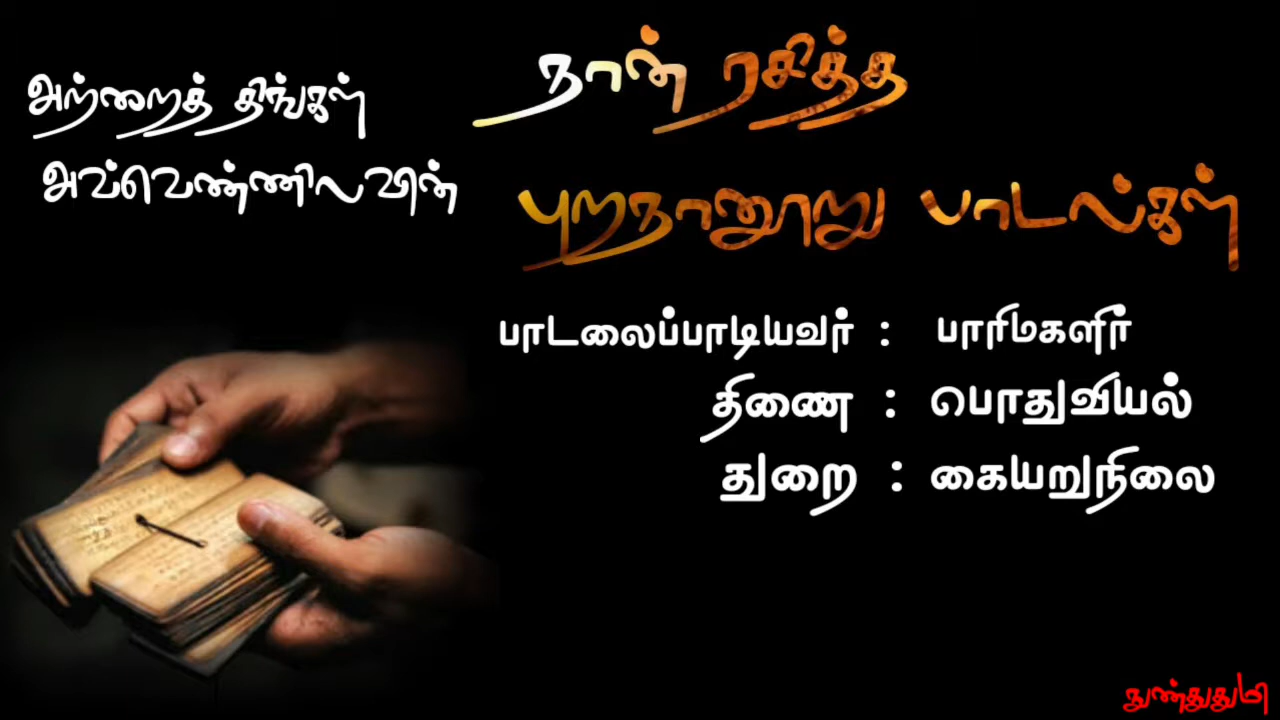 அற்றைத் திங்கள்
அவ்வெண்ணிலவின்
நான் ரசித்த
புறநானூறு பாடல்கள்
பாடலைப்பாடியவர் : பாரிமகளிர்
திணை : பொதுவியல்
துறை : கையறுநிலை
துண்துதுமி